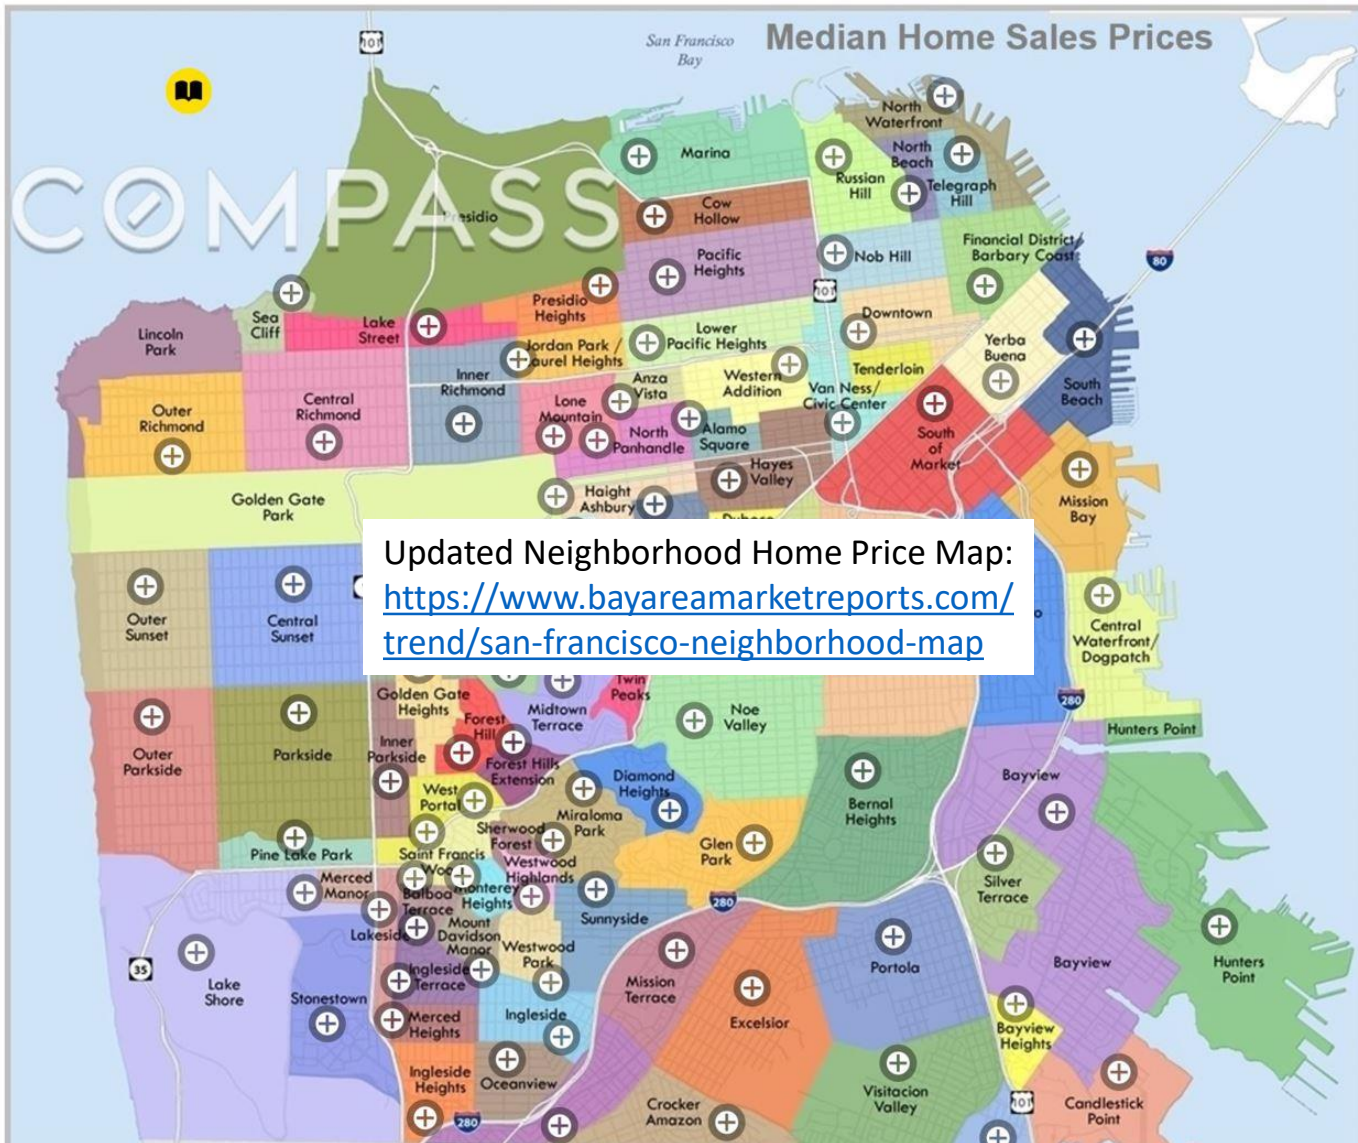 Median Home Sales Prices
San Francisco
Bay
101
COMPASS
North
Waterfront
North
Beach
Marina
Russian
Hill
Telegraph
Hill
Presidio
Cow
Hollow
Pacific
Heights
Nob Hill
Financial District/
Barbary Coast
80
101
Sea
Cliff
Lake
Street
Presidio
Heights
Downtown
Lincoln
Park
Jordan Park /
Laurel Heights
Lower
Pacific Heights
Yerba
Buena
Inner
Richmond
Anza
Vista
Western
Addition
Tenderloin
Van Ness/
Civic Center
South
Beach
Outer
Richmond
Central
Richmond
Lone
Mountain
North
Panhandle
Alamo
Square
South
of
Market
Hayes
Valley
Golden Gate
Park
Haight
Ashbury
Mission
Bay
Updated Neighborhood Home Price Map:
https://www.bayareamarketreports.com/
trend/san-francisco-neighborhood-map
Outer
Sunset
Central
Sunset
Central
Waterfront/
Dogpatch
Golden Gate
Heights
Midtown
Terrace
Twin
Peaks
Noe
Valley
280
Hunters Point
Outer
Parkside
Parkside
Inner
Parkside
Forest
Hill
Forest Hills
Extension
Diamond
Heights
Bernal
Heights
Bayview
West
Portal
Miraloma
Park
Sherwood
Forest
Glen
Park
Pine Lake Park
Saint Francis
Wood
Westwood
Highlands
Merced
Manor
Balboa
Terrace
Monterey
Heights
Silver
Terrace
280
Lakeside
Mount
Davidson
Manor
Sunnyside
Westwood
Park
35
Lake
Shore
Stonestown
Ingleside
Terrace
Mission
Terrace
Portola
Bayview
Hunters
Point
Merced
Heights
Ingleside
Excelsior
Bayview
Heights
Ingleside
Heights
Oceanview
Visitacion
Valley
Crocker
Amazon
280
101
Candlestick
Point